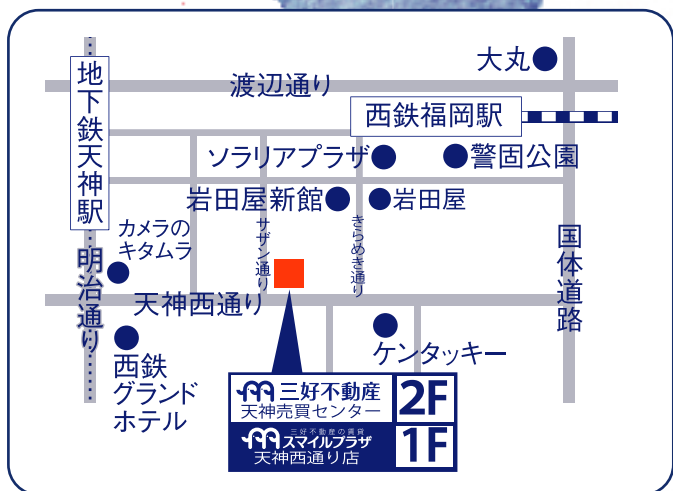 大丸
渡辺通り
地下鉄天神駅
西鉄福岡駅
ソラリアプラザ
警固公園
岩田屋新館
岩田屋
カメラの
キタムラ
サザン通り
きらめき通り
明治通り
国体道路
天神西通り
西鉄
グランド
ホテル
ケンタッキー
三好不動産
天神売買センター
2F
三好不動産の賃貸
スマイルプラザ
天神西通り店
1F